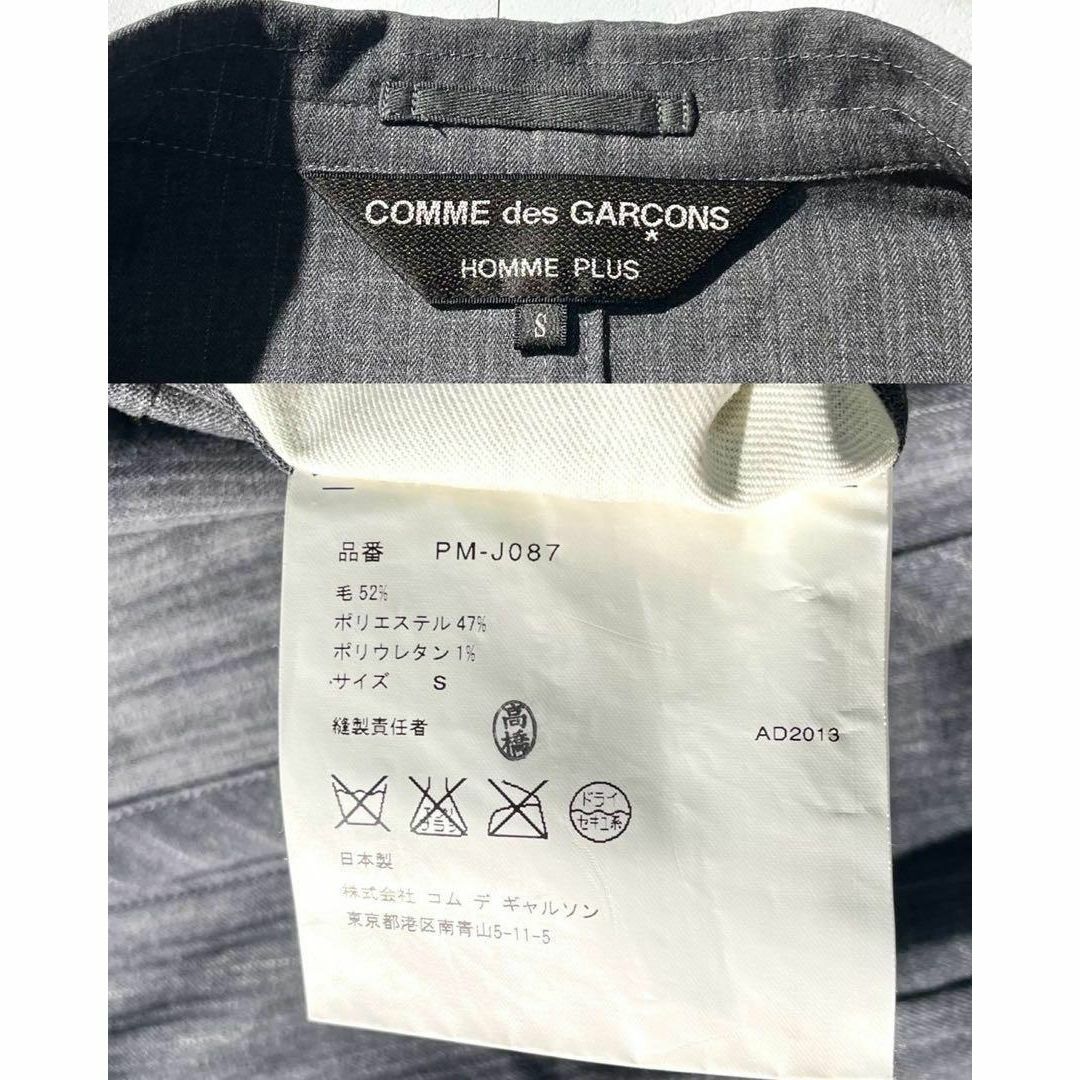 COMME des GARÇONS
HOMME PLUS
S
品番 PM-J087
毛 52%
ポリエステル 47%
ポリウレタン 1%
サイズ S
縫製責任者 高橋 AD2013
ドライ
セキユ系
日本製
株式会社 コム デ ギャルソン
東京都港区南青山5-11-5